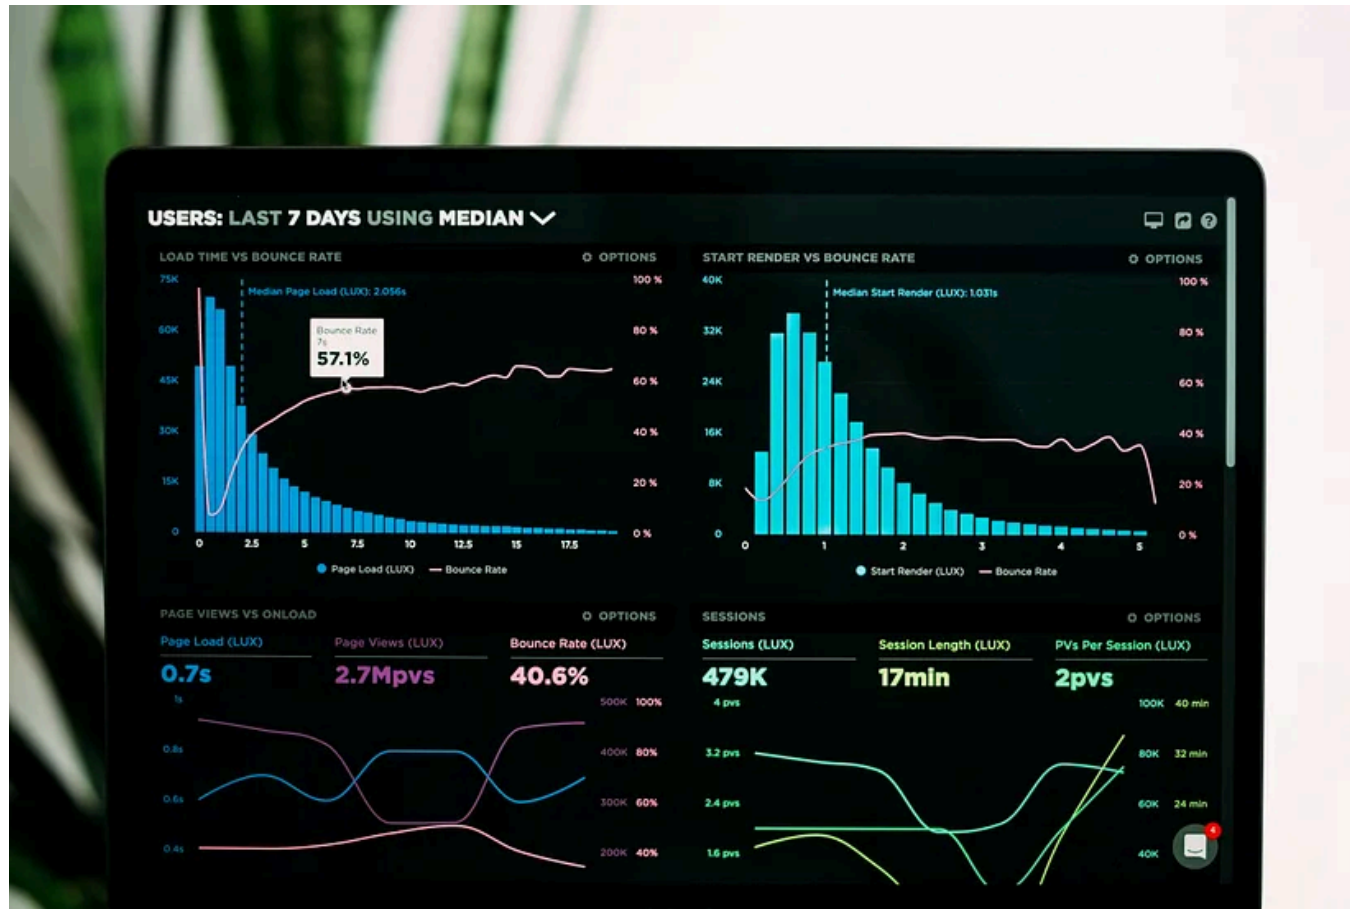 USERS: LAST 7 DAYS USING MEDIAN
LOAD TIME VS BOUNCE RATE
OPTIONS
75K
60K
45K
30K
15K
0
Median Page Load (LUX): 2.056s
Bounce Rate
7s
57.1%
100 %
80 %
60 %
40 %
20 %
0 %
0 2.5 5 7.5 10 12.5 15 17.5
Page Load (LUX) Bounce Rate
START RENDER VS BOUNCE RATE
OPTIONS
40K
32K
24K
16K
8K
0
Median Start Render (LUX): 1.031s
100 %
80 %
60 %
40 %
20 %
0 %
0 1 2 3 4 5
Start Render (LUX) Bounce Rate
PAGE VIEWS VS ONLOAD
OPTIONS
Page Load (LUX)
0.7s
Page Views (LUX)
2.7Mpvs
Bounce Rate (LUX)
40.6%
1s
0.8s
0.6s
0.4s
500K 100%
400K 80%
300K 60%
200K 40%
SESSIONS
OPTIONS
Sessions (LUX)
479K
Session Length (LUX)
17min
PVs Per Session (LUX)
2pvs
4 pvs
3.2 pvs
2.4 pvs
1.6 pvs
100K 40 min
80K 32 min
60K 24 min
40K
4